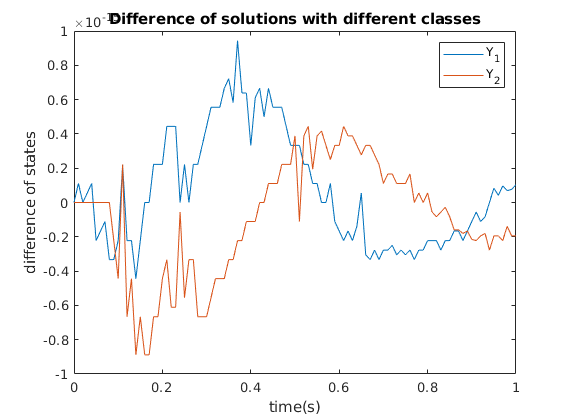 ×10
Difference of solutions with different classes
1
0.8
0.6
0.4
0.2
0
-0.2
-0.4
-0.6
-0.8
-1
difference of states
Y1
Y2
0 0.2 0.4 0.6 0.8 1
time(s)